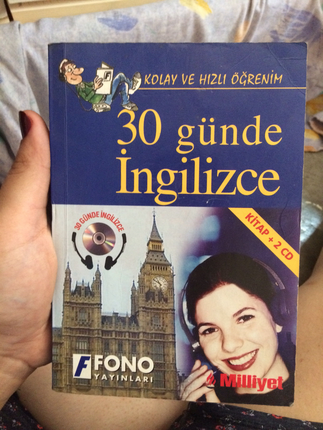 KOLAY VE HIZLI ÖĞRENİM
30 günde
İngilizce
KİTAP + 2 CD
30 GÜNDE İNGİLİZCE
f FONO
YAYINLARI
Milliyet